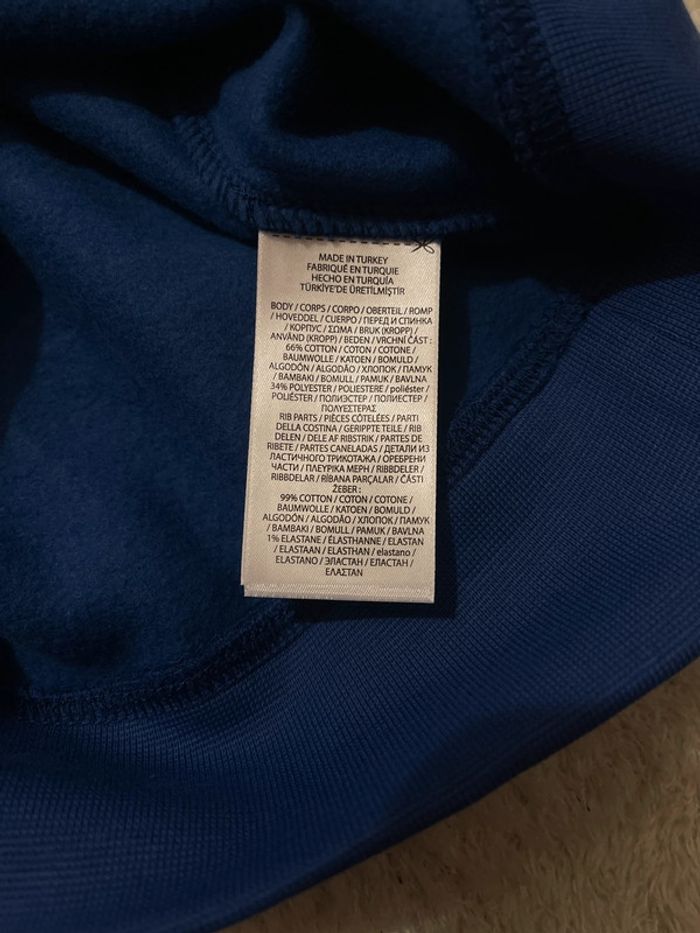 MADE IN TURKEY
FABRIQUÉ EN TURQUIE
HECHO EN TURQUÍA
TÜRKİYE'DE ÜRETİLMİŞTİR
BODY / CORPS / CORPO / OBERTEIL / ROMP
/ HOVEDDEL / CUERPO / ПЕРЕД И СПИНКА
/ КОРПУС / ΣΩΜΑ / BRUK (KROPP) /
ANVÄND (KROPP) / BEDEN / VRCHNÍ ČÁST :
66% COTTON / COTON / COTONE /
BAUMWOLLE / KATOEN / BOMULD /
ALGODÓN / ALGODÃO / ХЛОПОК / ПАМУК
/ ΒΑΜΒΑΚΙ / BOMULL / PAMUK / BAVLNA
34% POLYESTER / POLIESTERE / poliéster /
POLIÉSTER / ПОЛИЭСТЕР / ПОЛИЕСТЕР /
ΠΟΛΥΕΣΤΕΡΑΣ
RIB PARTS / PIÈCES CÔTELÉES / PARTI
DELLA COSTINA / GERIPPTE TEILE / RIB
DELEN / DELE AF RIBSTRIK / PARTES DE
RIBETE / PARTES CANELADAS / ДЕТАЛИ ИЗ
ЛАСТИЧНОГО ТРИКОТАЖА / ОРЕБРЕНИ
ЧАСТИ / ΠΛΕΥΡΙΚΑ ΜΕΡΗ / RIBBDELER /
RIBBDELAR / RİBANA PARÇALAR / ČÁSTI
ŽEBER :
99% COTTON / COTON / COTONE /
BAUMWOLLE / KATOEN / BOMULD /
ALGODÓN / ALGODÃO / ХЛОПОК / ПАМУК
/ ΒΑΜΒΑΚΙ / BOMULL / PAMUK / BAVLNA
1% ELASTANE / ÉLASTHANNE / ELASTAN
/ ELASTAAN / ELASTHAN / elastano /
ELASTANO / ЭЛАСТАН / ЕЛАСТАН /
ΕΛΑΣΤΑΝ